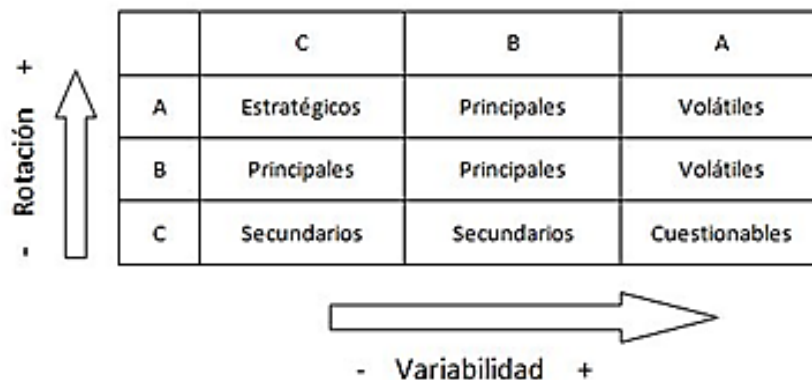 C B A
A Estratégicos Principales Volátiles
B Principales Principales Volátiles
C Secundarios Secundarios Cuestionables
- Rotación +
- Variabilidad +